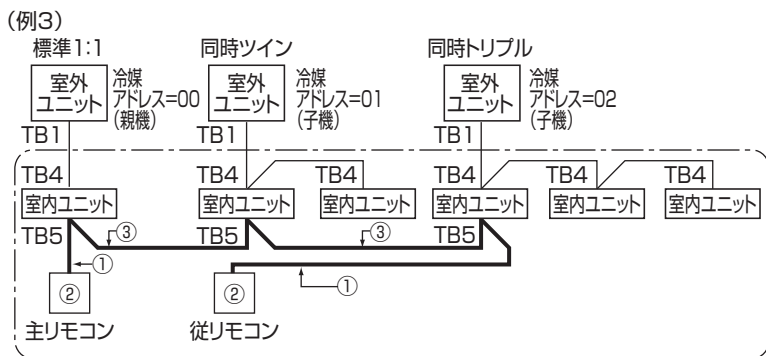 (例3)
標準1:1 同時ツイン 同時トリプル
室外
ユニット
冷媒
アドレス=00
(親機)
室外
ユニット
冷媒
アドレス=01
(子機)
室外
ユニット
冷媒
アドレス=02
(子機)
TB1 TB1 TB1
TB4 TB4 TB4 TB4 TB4 TB4
室内ユニット 室内ユニット 室内ユニット 室内ユニット 室内ユニット 室内ユニット
TB5 ③ TB5 ③ TB5
① ①
② ②
主リモコン 従リモコン